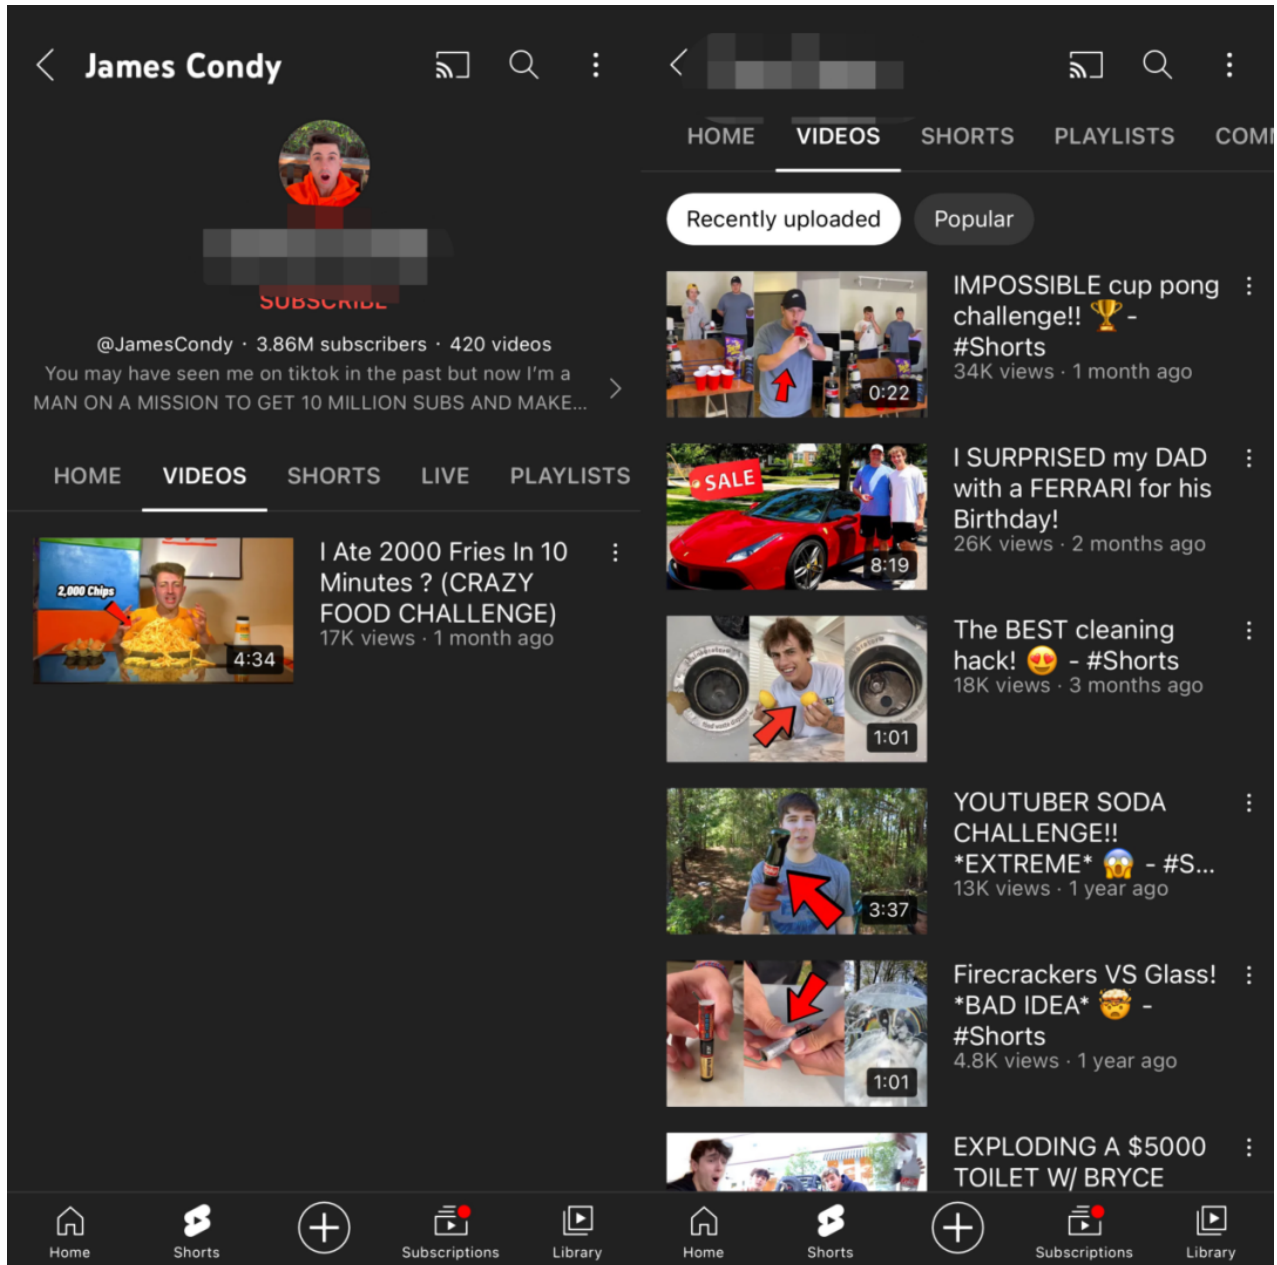 James Condy
SUBSCRIBE
@JamesCondy · 3.86M subscribers · 420 videos
You may have seen me on tiktok in the past but now I'm a
MAN ON A MISSION TO GET 10 MILLION SUBS AND MAKE...
HOME VIDEOS SHORTS LIVE PLAYLISTS
2,000 Chips
4:34
I Ate 2000 Fries In 10
Minutes ? (CRAZY
FOOD CHALLENGE)
17K views · 1 month ago
Home Shorts Subscriptions Library
HOME VIDEOS SHORTS PLAYLISTS COMM
Recently uploaded Popular
0:22
IMPOSSIBLE cup pong
challenge!! 🏆 -
#Shorts
34K views · 1 month ago
SALE
8:19
I SURPRISED my DAD
with a FERRARI for his
Birthday!
26K views · 2 months ago
1:01
The BEST cleaning
hack! 😍 - #Shorts
18K views · 3 months ago
3:37
YOUTUBER SODA
CHALLENGE!!
*EXTREME* 😱 - #S...
13K views · 1 year ago
1:01
Firecrackers VS Glass!
*BAD IDEA* 🤯 -
#Shorts
4.8K views · 1 year ago
EXPLODING A $5000
TOILET W/ BRYCE
Home Shorts Subscriptions Library